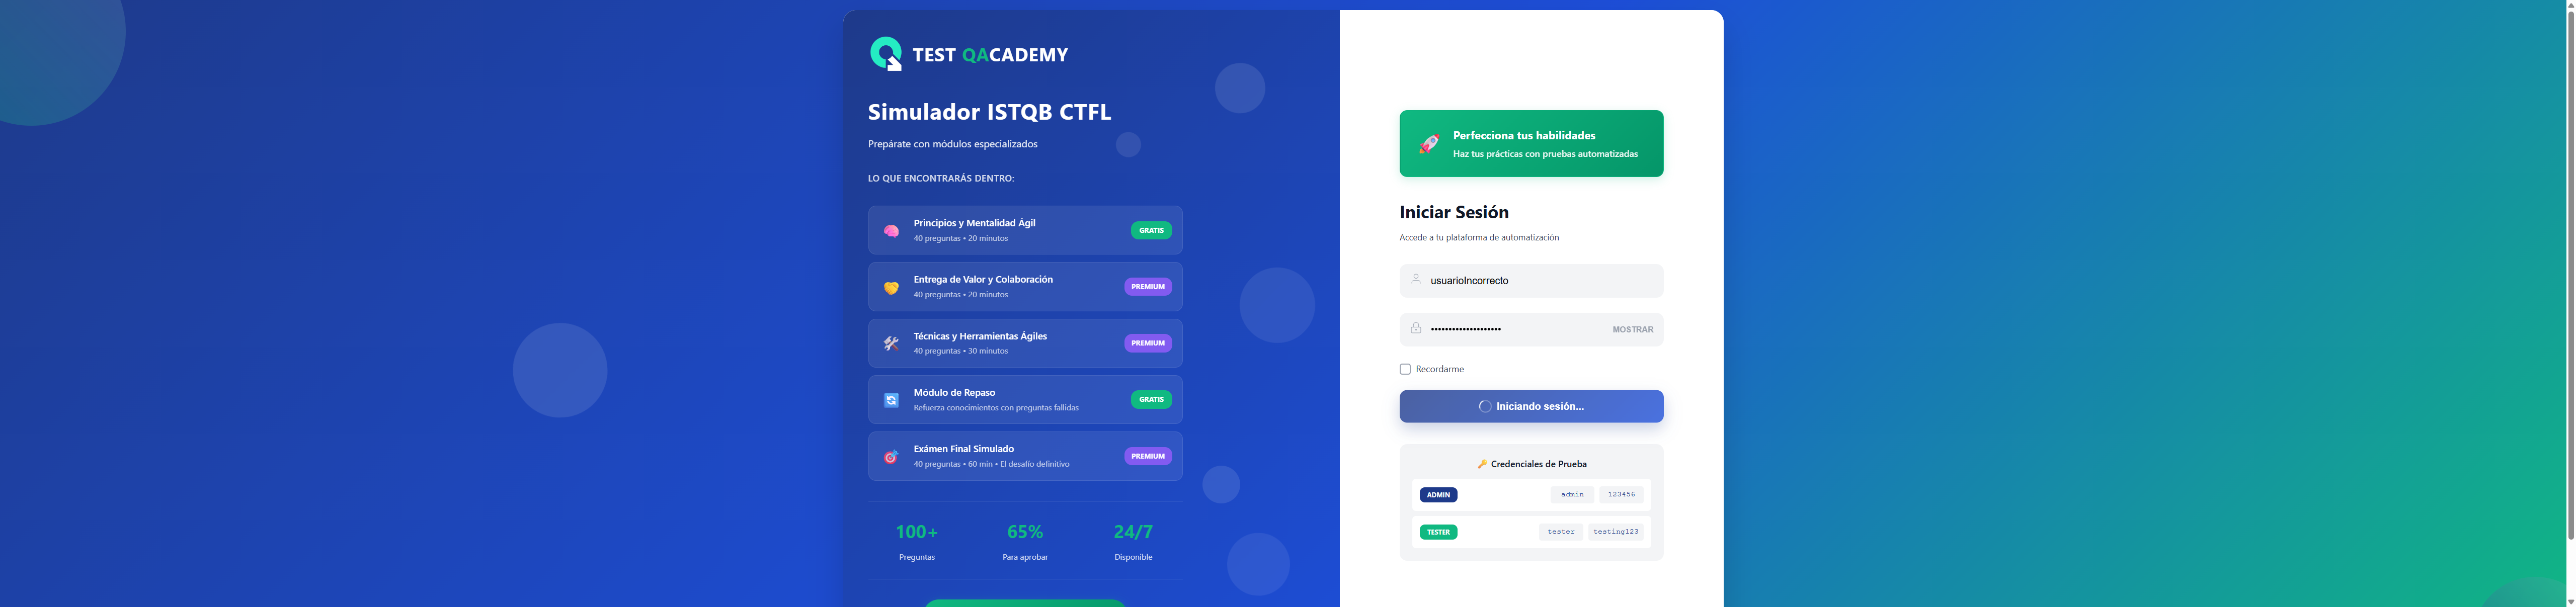 TEST QACADEMY
Simulador ISTQB CTFL
Prepárate con módulos especializados
LO QUE ENCONTRARÁS DENTRO:
Principios y Mentalidad Ágil
40 preguntas • 20 minutos
GRATIS
Entrega de Valor y Colaboración
40 preguntas • 20 minutos
PREMIUM
Técnicas y Herramientas Ágiles
40 preguntas • 30 minutos
PREMIUM
Módulo de Repaso
Refuerza conocimientos con preguntas fallidas
GRATIS
Exámen Final Simulado
40 preguntas • 60 min • El desafío definitivo
PREMIUM
100+
Preguntas
65%
Para aprobar
24/7
Disponible
Perfecciona tus habilidades
Haz tus prácticas con pruebas automatizadas
Iniciar Sesión
Accede a tu plataforma de automatización
usuarioIncorrecto
••••••••••••••••••••
MOSTRAR
Recordarme
Iniciando sesión...
Credenciales de Prueba
ADMIN
admin
123456
TESTER
tester
testing123